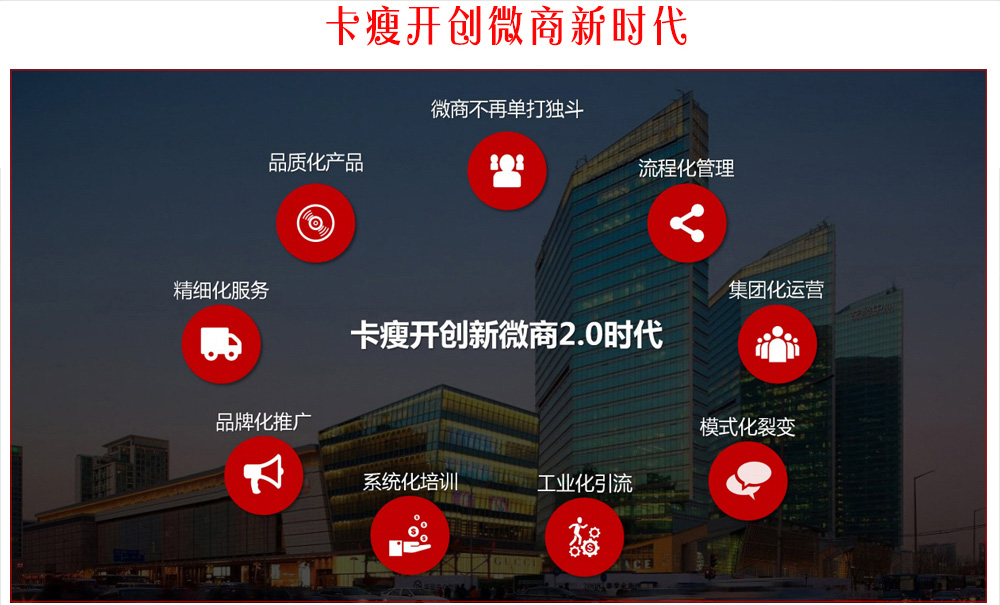 卡瘦开创微商新时代
微商不再单打独斗
品质化产品
流程化管理
精细化服务
集团化运营
卡瘦开创新微商2.0时代
品牌化推广
模式化裂变
系统化培训
工业化引流
GUCCI